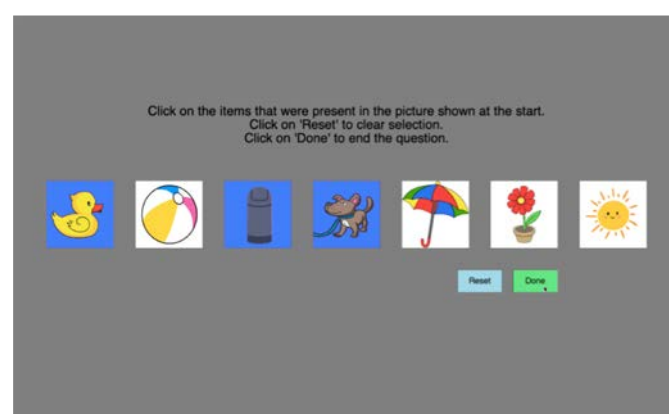 Click on the items that were present in the picture shown at the start.
Click on 'Reset' to clear selection.
Click on 'Done' to end the question.
Reset
Done